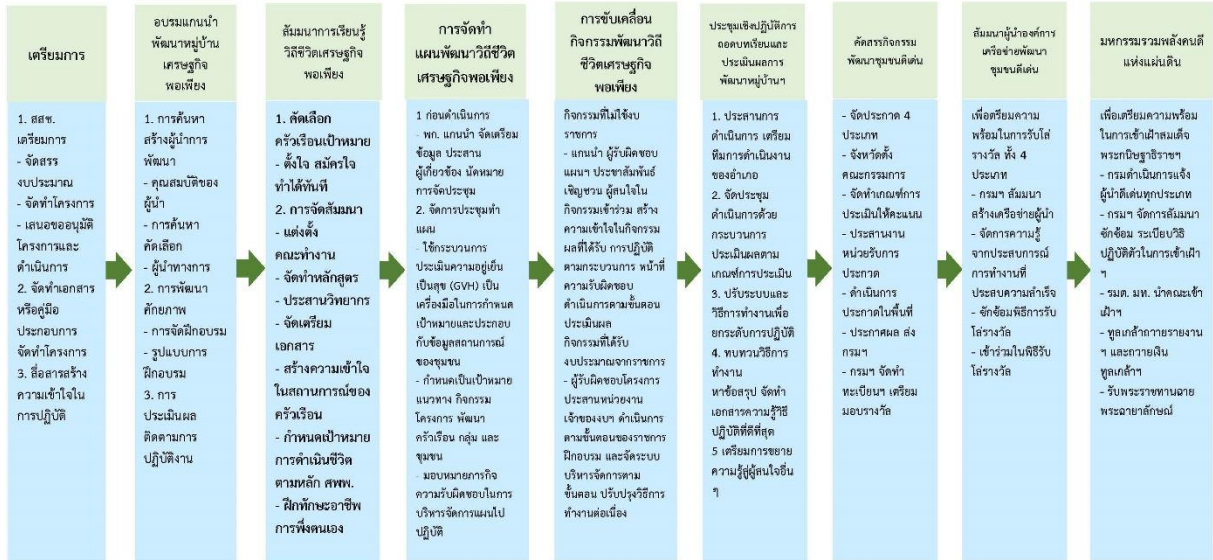 เตรียมการ
1. สสช.
เตรียมการ
- จัดสรร
งบประมาณ
- จัดทำโครงการ
- เสนอขออนุมัติ
โครงการและ
ดำเนินการ
2. จัดทำเอกสาร
หรือคู่มือ
ประกอบการ
จัดทำโครงการ
3. สื่อสารสร้าง
ความเข้าใจใน
การปฏิบัติ
อบรมแกนนำ
พัฒนาหมู่บ้าน
เศรษฐกิจ
พอเพียง
1. การค้นหา
สร้างผู้นำการ
พัฒนา
- คุณสมบัติของ
ผู้นำ
- การค้นหา
คัดเลือก
- ผู้นำทางการ
2. การพัฒนา
ศักยภาพ
- การจัดฝึกอบรม
- รูปแบบการ
ฝึกอบรม
3. การ
ประเมินผล
ติดตามการ
ปฏิบัติงาน
สัมมนาการเรียนรู้
วิถีชีวิตเศรษฐกิจ
พอเพียง
1. คัดเลือก
ครัวเรือนเป้าหมาย
- ตั้งใจ สมัครใจ
ทำได้ทันที
2. การจัดสัมมนา
- แต่งตั้ง
คณะทำงาน
- จัดทำหลักสูตร
- ประสานวิทยากร
- จัดเตรียม
เอกสาร
- สร้างความเข้าใจ
ในสถานการณ์ของ
ครัวเรือน
- กำหนดเป้าหมาย
การดำเนินชีวิต
ตามหลัก ศพพ.
- ฝึกทักษะอาชีพ
การพึ่งตนเอง
การจัดทำ
แผนพัฒนาวิถีชีวิต
เศรษฐกิจพอเพียง
1 ก่อนดำเนินการ
- พก. แกนนำ จัดเตรียม
ข้อมูล ประสาน
ผู้เกี่ยวข้อง นัดหมาย
การจัดประชุม
2. จัดการประชุมทำ
แผน
- ใช้กระบวนการ
ประเมินความอยู่เย็น
เป็นสุข (GVH) เป็น
เครื่องมือในการกำหนด
เป้าหมายและประกอบ
กับข้อมูลสถานการณ์
ของชุมชน
- กำหนดเป็นเป้าหมาย
แนวทาง กิจกรรม
โครงการ พัฒนา
ครัวเรือน กลุ่ม และ
ชุมชน
- มอบหมายภารกิจ
ความรับผิดชอบในการ
บริหารจัดการแผนไป
ปฏิบัติ
การขับเคลื่อน
กิจกรรมพัฒนาวิถี
ชีวิตเศรษฐกิจ
พอเพียง
กิจกรรมที่ไม่ใช้งบ
ราชการ
- แกนนำ ผู้รับผิดชอบ
แผนฯ ประชาสัมพันธ์
เชิญชวน ผู้สนใจใน
กิจกรรมเข้าร่วม สร้าง
ความเข้าใจในกิจกรรม
ผลที่ได้รับ การปฏิบัติ
ตามกระบวนการ หน้าที่
ความรับผิดชอบ
ดำเนินการตามขั้นตอน
ประเมินผล
กิจกรรมที่ได้รับ
งบประมาณจากราชการ
- ผู้รับผิดชอบโครงการ
ประสานหน่วยงาน
เจ้าของงบฯ ดำเนินการ
ตามขั้นตอนของราชการ
ฝึกอบรม และจัดระบบ
บริหารจัดการตาม
ขั้นตอน ปรับปรุงวิธีการ
ทำงานต่อเนื่อง
ประชุมเชิงปฏิบัติการ
ถอดบทเรียนและ
ประเมินผลการ
พัฒนาหมู่บ้านฯ
1. ประสานการ
ดำเนินการ เตรียม
ทีมการดำเนินงาน
ของอำเภอ
2. จัดประชุม
ดำเนินการด้วย
กระบวนการ
ประเมินผลตาม
เกณฑ์การประเมิน
3. ปรับระบบและ
วิธีการทำงานเพื่อ
ยกระดับการปฏิบัติ
4. ทบทวนวิธีการ
ทำงาน
หาข้อสรุป จัดทำ
เอกสารความรู้วิธี
ปฏิบัติที่ดีที่สุด
5 เตรียมการขยาย
ความรู้สู่ผู้สนใจอื่น
ๆ
คัดสรรกิจกรรม
พัฒนาชุมชนดีเด่น
- จัดประกวด 4
ประเภท
- จังหวัดตั้ง
คณะกรรมการ
- จัดทำเกณฑ์การ
ประเมินให้คะแนน
- ประสานงาน
หน่วยรับการ
ประกวด
- ดำเนินการ
ประกวดในพื้นที่
- ประกาศผล ส่ง
กรมฯ
- กรมฯ จัดทำ
ทะเบียนฯ เตรียม
มอบรางวัล
สัมมนาผู้นำองค์การ
เครือข่ายพัฒนา
ชุมชนดีเด่น
เพื่อเตรียมความ
พร้อมในการรับโล่
รางวัล ทั้ง 4
ประเภท
- กรมฯ สัมมนา
สร้างเครือข่ายผู้นำ
- จัดการความรู้
จากประสบการณ์
การทำงานที่
ประสบความสำเร็จ
- ซักซ้อมพิธีการรับ
โล่รางวัล
- เข้าร่วมในพิธีรับ
โล่รางวัล
มหกรรมรวมพลังคนดี
แห่งแผ่นดิน
เพื่อเตรียมความพร้อม
ในการเข้าเฝ้าสมเด็จ
พระกนิษฐาธิราชฯ
- กรมดำเนินการแจ้ง
ผู้นำดีเด่นทุกประเภท
- กรมฯ จัดการสัมมนา
ซักซ้อม ระเบียบวิธี
ปฏิบัติตัวในการเข้าเฝ้า
ฯ
- รมต. มท. นำคณะเข้า
เฝ้าฯ
- ทูลเกล้าถวายรายงาน
ฯ และถวายเงิน
ทูลเกล้าฯ
- รับพระราชทานฉาย
พระฉายาลักษณ์